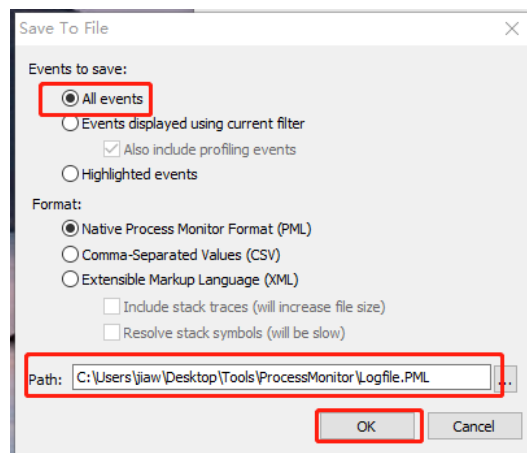 Save To File
Events to save:
All events
Events displayed using current filter
Also include profiling events
Highlighted events
Format:
Native Process Monitor Format (PML)
Comma-Separated Values (CSV)
Extensible Markup Language (XML)
Include stack traces (will increase file size)
Resolve stack symbols (will be slow)
Path: C:\Users\jiaw\Desktop\Tools\ProcessMonitor\Logfile.PML ...
OK Cancel